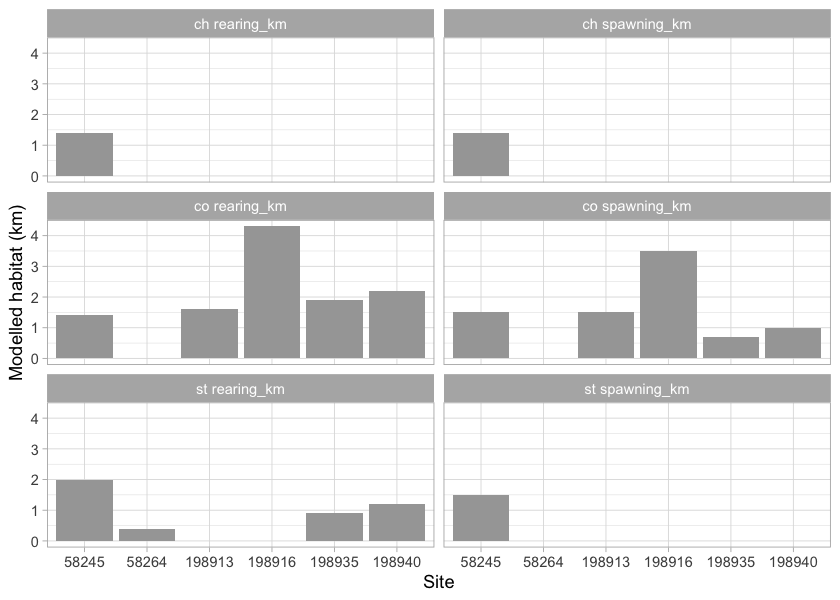 ch rearing_km
ch spawning_km
4
3
2
1
0
co rearing_km
co spawning_km
4
3
2
1
0
st rearing_km
st spawning_km
4
3
2
1
0
58245 58264 198913 198916 198935 198940
58245 58264 198913 198916 198935 198940
Site
Modelled habitat (km)